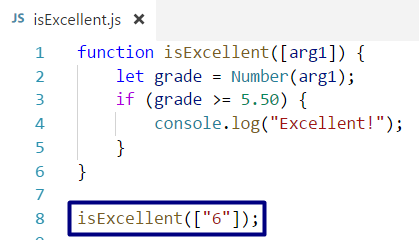 JS isExcellent.js ×
1 function isExcellent([arg1]) {
2     let grade = Number(arg1);
3     if (grade >= 5.50) {
4         console.log("Excellent!");
5     }
6 }
7
8 isExcellent(["6"]);